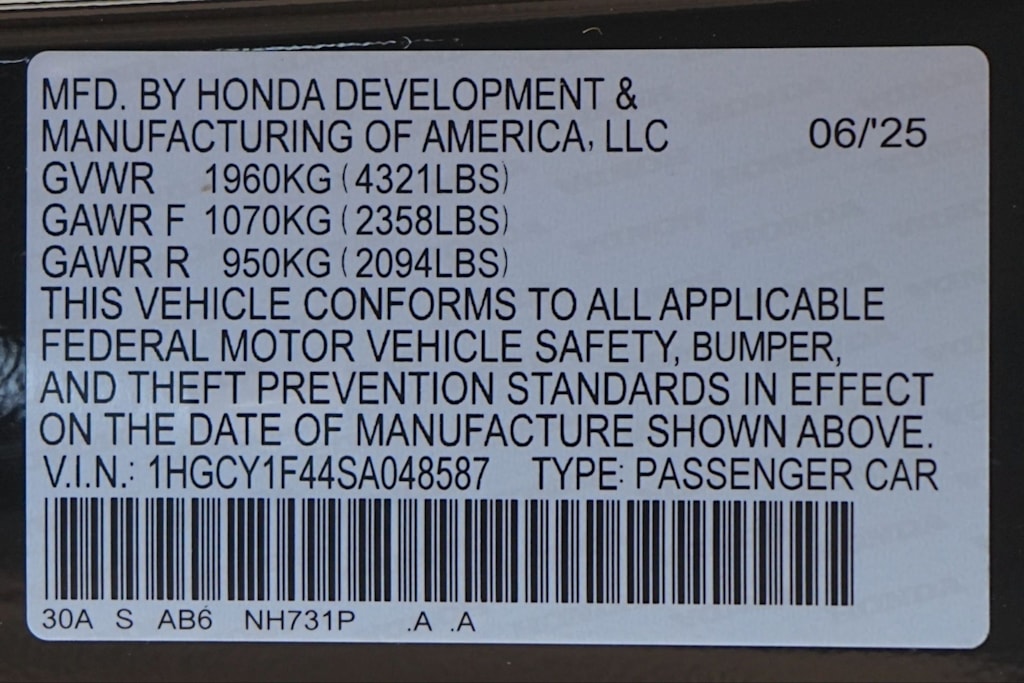 MFD. BY HONDA DEVELOPMENT &
MANUFACTURING OF AMERICA, LLC 06/'25
GVWR 1960KG (4321LBS)
GAWR F 1070KG (2358LBS)
GAWR R 950KG (2094LBS)
THIS VEHICLE CONFORMS TO ALL APPLICABLE
FEDERAL MOTOR VEHICLE SAFETY, BUMPER,
AND THEFT PREVENTION STANDARDS IN EFFECT
ON THE DATE OF MANUFACTURE SHOWN ABOVE.
V.I.N.: 1HGCY1F44SA048587 TYPE: PASSENGER CAR
30A S AB6 NH731P .A .A